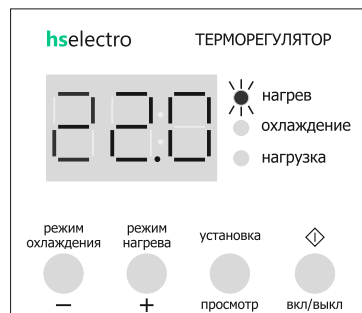 hselectro
ТЕРМОРЕГУЛЯТОР
22.0
нагрев
охлаждение
нагрузка
режим охлаждения
режим нагрева
установка
− + просмотр вкл/выкл